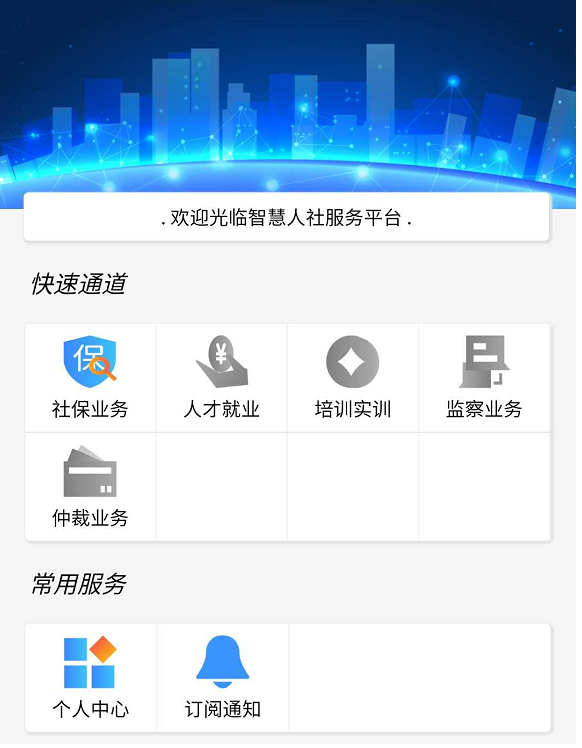 . 欢迎光临智慧人社服务平台 .
快速通道
保
¥
社保业务 人才就业 培训实训 监察业务
仲裁业务
常用服务
个人中心 订阅通知